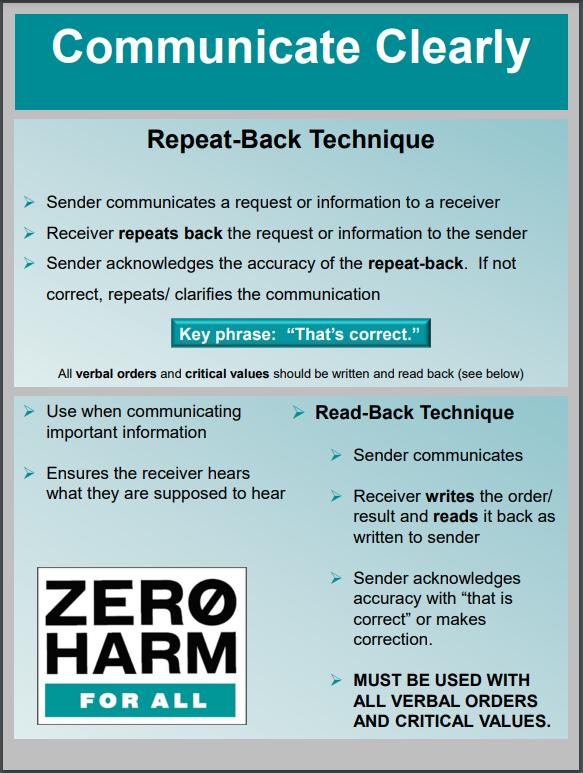 Communicate Clearly
Repeat-Back Technique
➢ Sender communicates a request or information to a receiver
➢ Receiver repeats back the request or information to the sender
➢ Sender acknowledges the accuracy of the repeat-back.  If not
correct, repeats/ clarifies the communication
Key phrase:  “That’s correct.”
All verbal orders and critical values should be written and read back (see below)
➢ Use when communicating
important information
➢ Ensures the receiver hears
what they are supposed to hear
ZERØ
HARM
FOR ALL
➢ Read-Back Technique
➢ Sender communicates
➢ Receiver writes the order/
result and reads it back as
written to sender
➢ Sender acknowledges
accuracy with “that is
correct” or makes
correction.
➢ MUST BE USED WITH
ALL VERBAL ORDERS
AND CRITICAL VALUES.